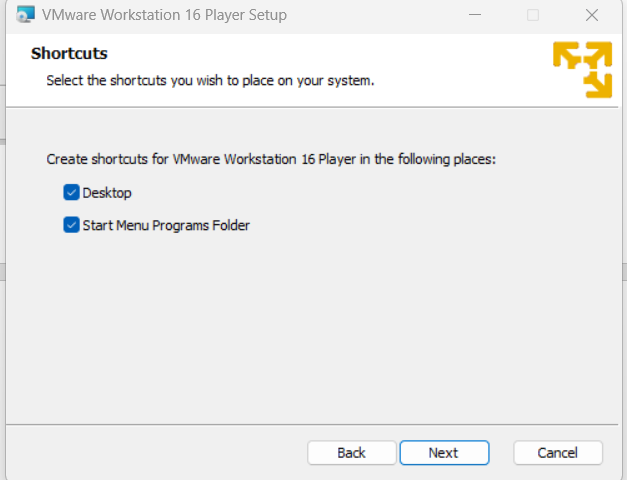 VMware Workstation 16 Player Setup
Shortcuts
Select the shortcuts you wish to place on your system.
Create shortcuts for VMware Workstation 16 Player in the following places:
Desktop
Start Menu Programs Folder
Back Next Cancel